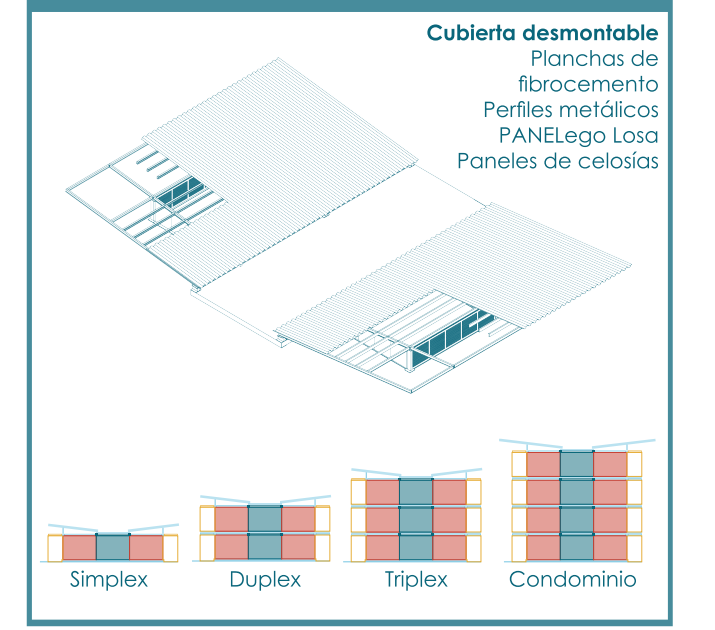 Cubierta desmontable
Planchas de
fibrocemento
Perfiles metálicos
PANELego Losa
Paneles de celosías
Simplex
Duplex
Triplex
Condominio